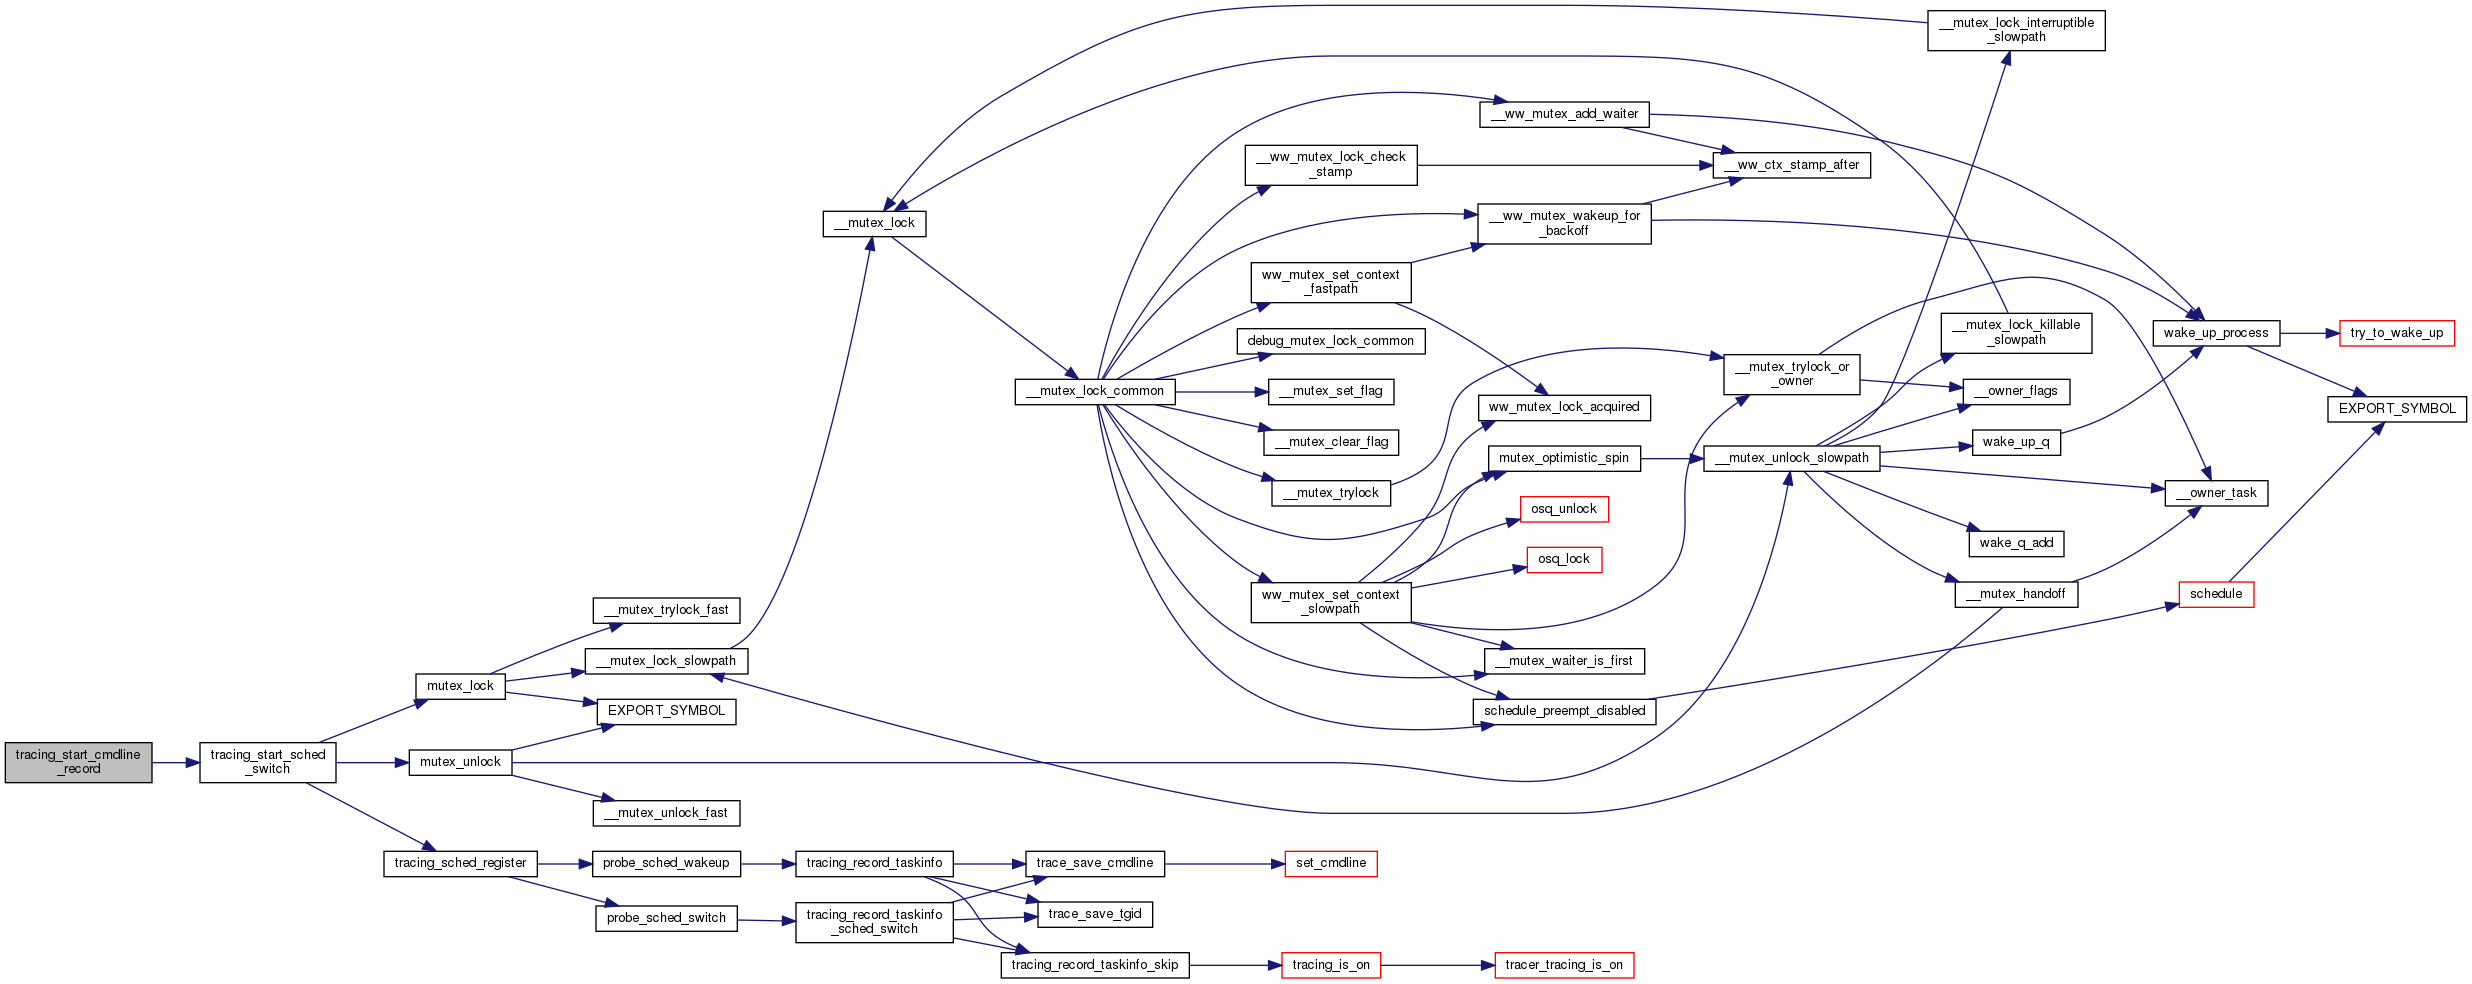 __mutex_lock_interruptible
_slowpath
__ww_mutex_add_waiter
__ww_mutex_lock_check
_stamp
__ww_ctx_stamp_after
__mutex_lock
__ww_mutex_wakeup_for
_backoff
ww_mutex_set_context
_fastpath
__mutex_lock_killable
_slowpath
wake_up_process
try_to_wake_up
debug_mutex_lock_common
__mutex_trylock_or
_owner
__mutex_lock_common
__mutex_set_flag
__owner_flags
ww_mutex_lock_acquired
EXPORT_SYMBOL
__mutex_clear_flag
wake_up_q
mutex_optimistic_spin
__mutex_unlock_slowpath
__mutex_trylock
__owner_task
osq_unlock
wake_q_add
osq_lock
ww_mutex_set_context
_slowpath
__mutex_handoff
schedule
__mutex_trylock_fast
__mutex_lock_slowpath
__mutex_waiter_is_first
mutex_lock
EXPORT_SYMBOL
schedule_preempt_disabled
tracing_start_cmdline
_record
tracing_start_sched
_switch
mutex_unlock
__mutex_unlock_fast
tracing_sched_register
probe_sched_wakeup
tracing_record_taskinfo
trace_save_cmdline
set_cmdline
probe_sched_switch
tracing_record_taskinfo
_sched_switch
trace_save_tgid
tracing_record_taskinfo_skip
tracing_is_on
tracer_tracing_is_on